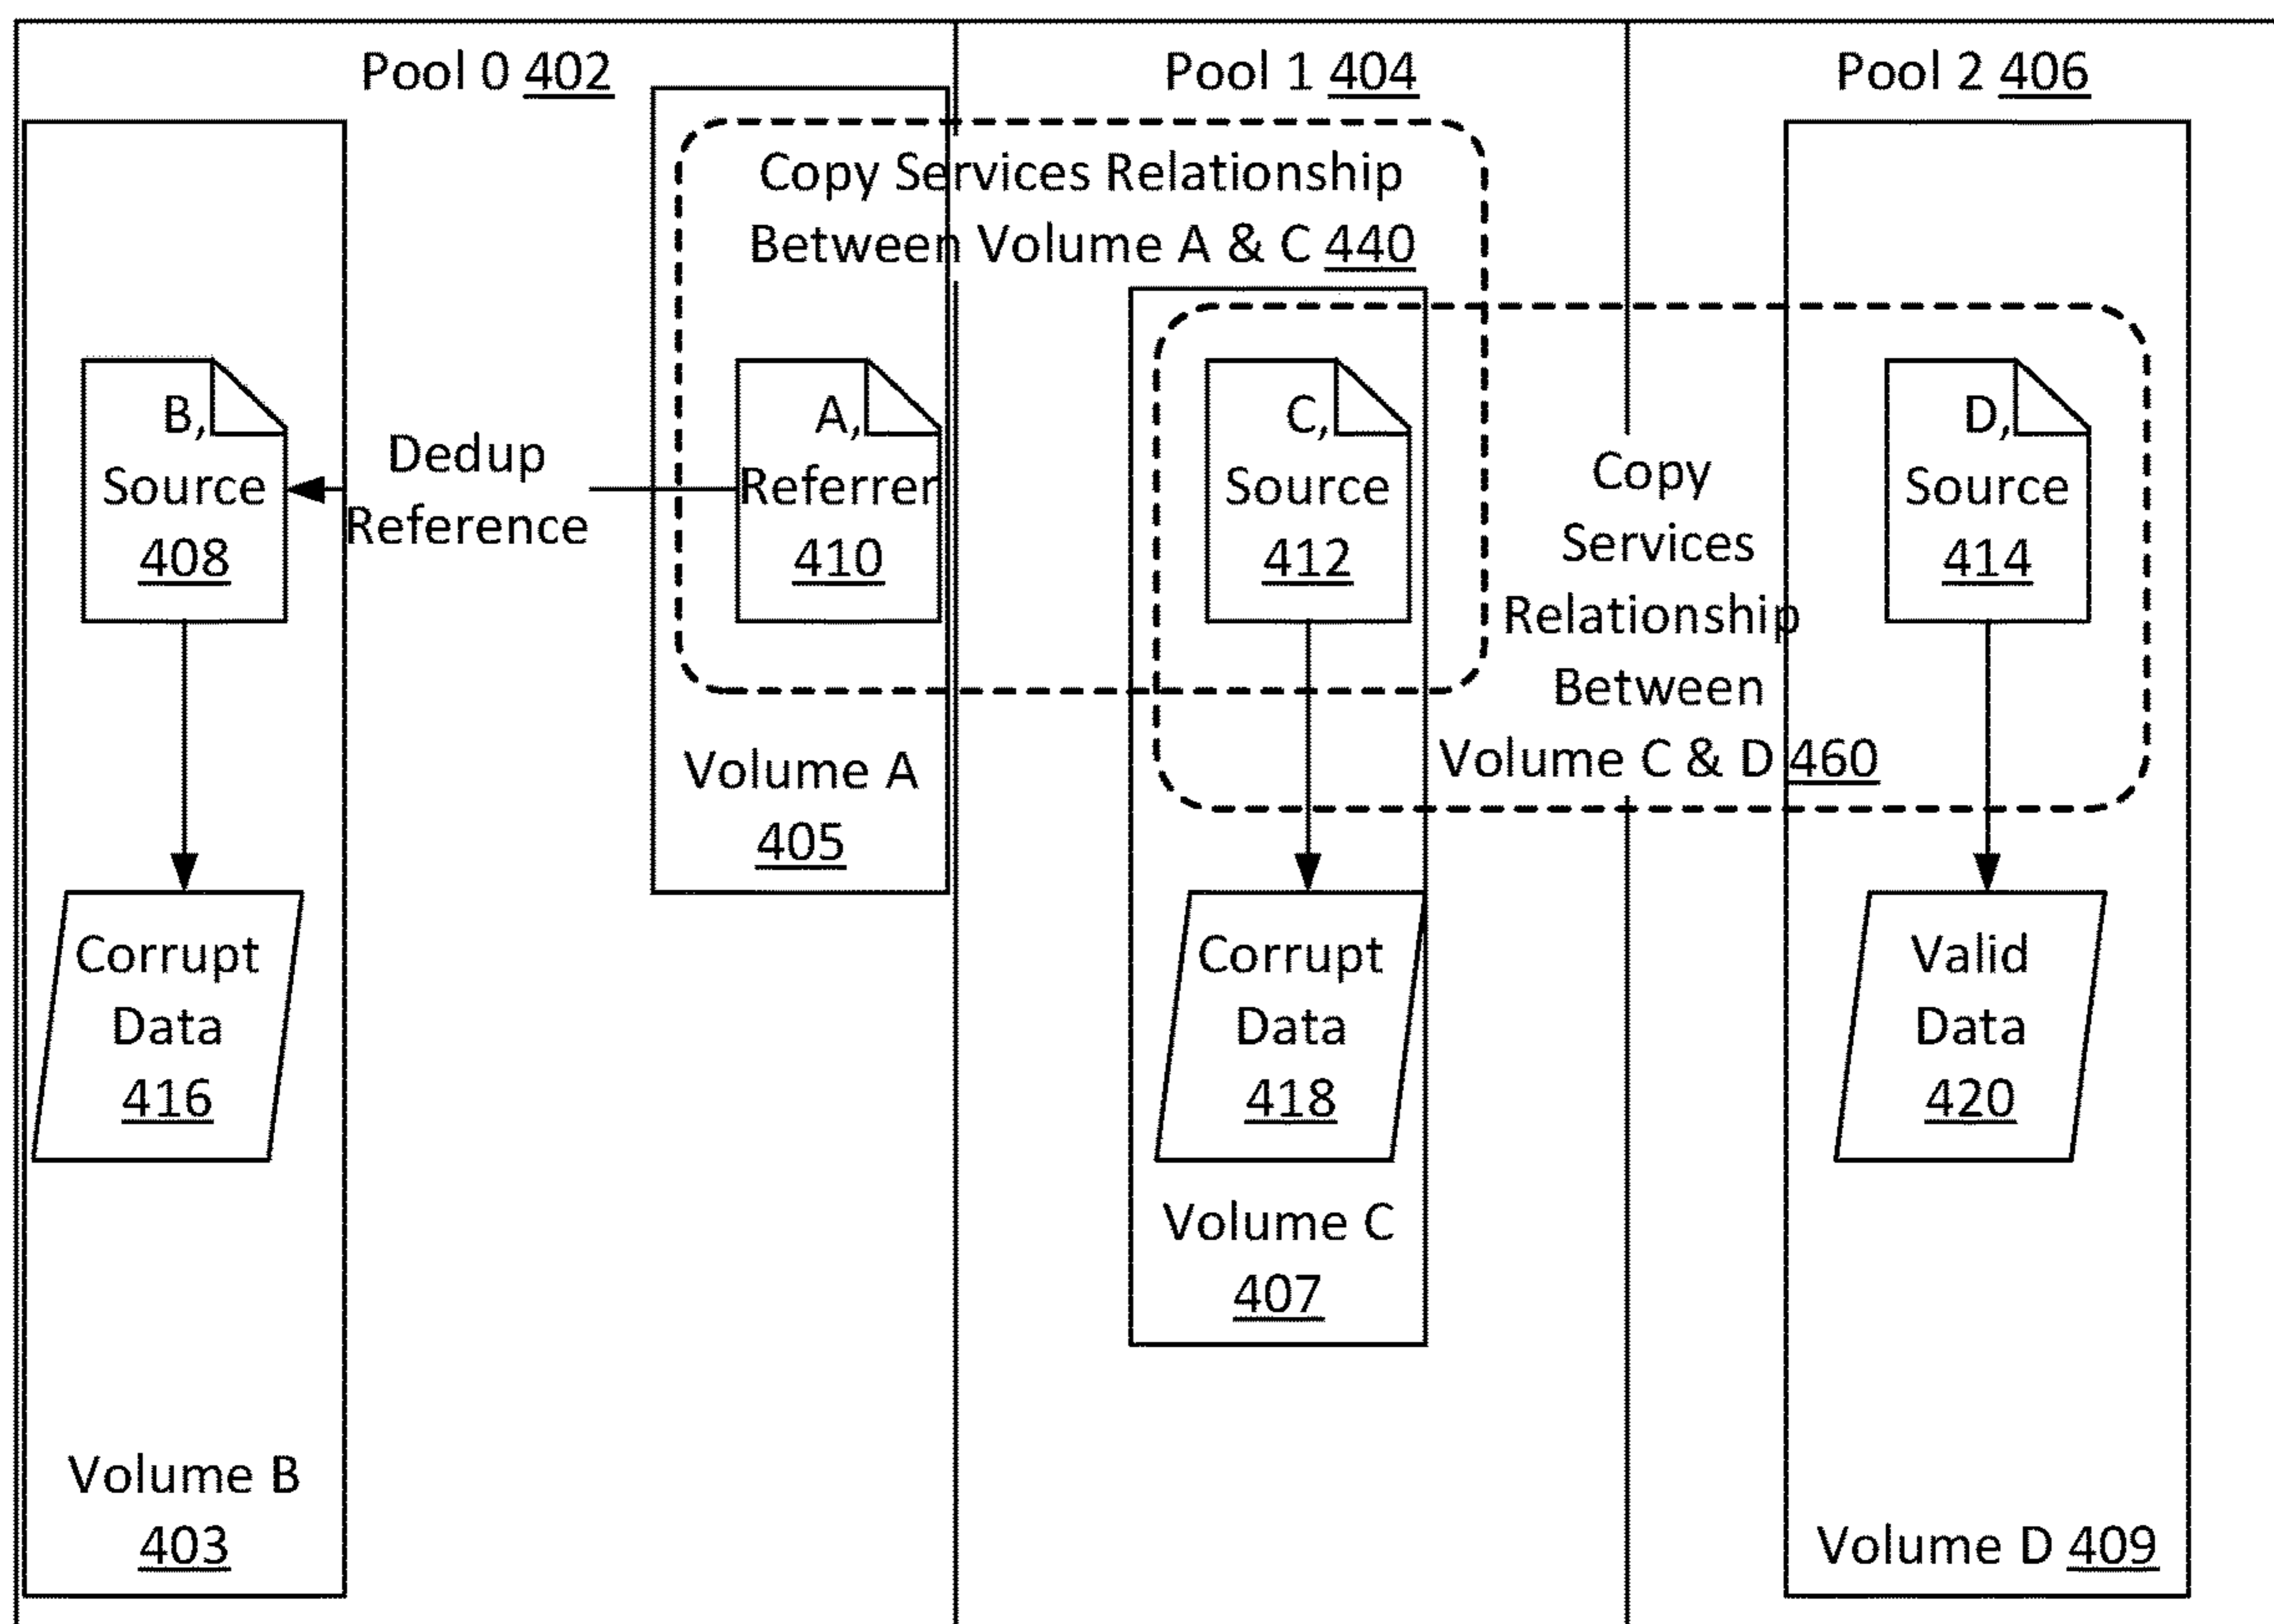 Pool 0 402
Pool 1 404
Pool 2 406
Copy Services Relationship
Between Volume A & C 440
B,
Source
408
Dedup
Reference
A,
Referrer
410
C,
Source
412
Copy
Services
Relationship
Between
Volume C & D 460
D,
Source
414
Volume A
405
Corrupt
Data
416
Corrupt
Data
418
Valid
Data
420
Volume C
407
Volume B
403
Volume D 409